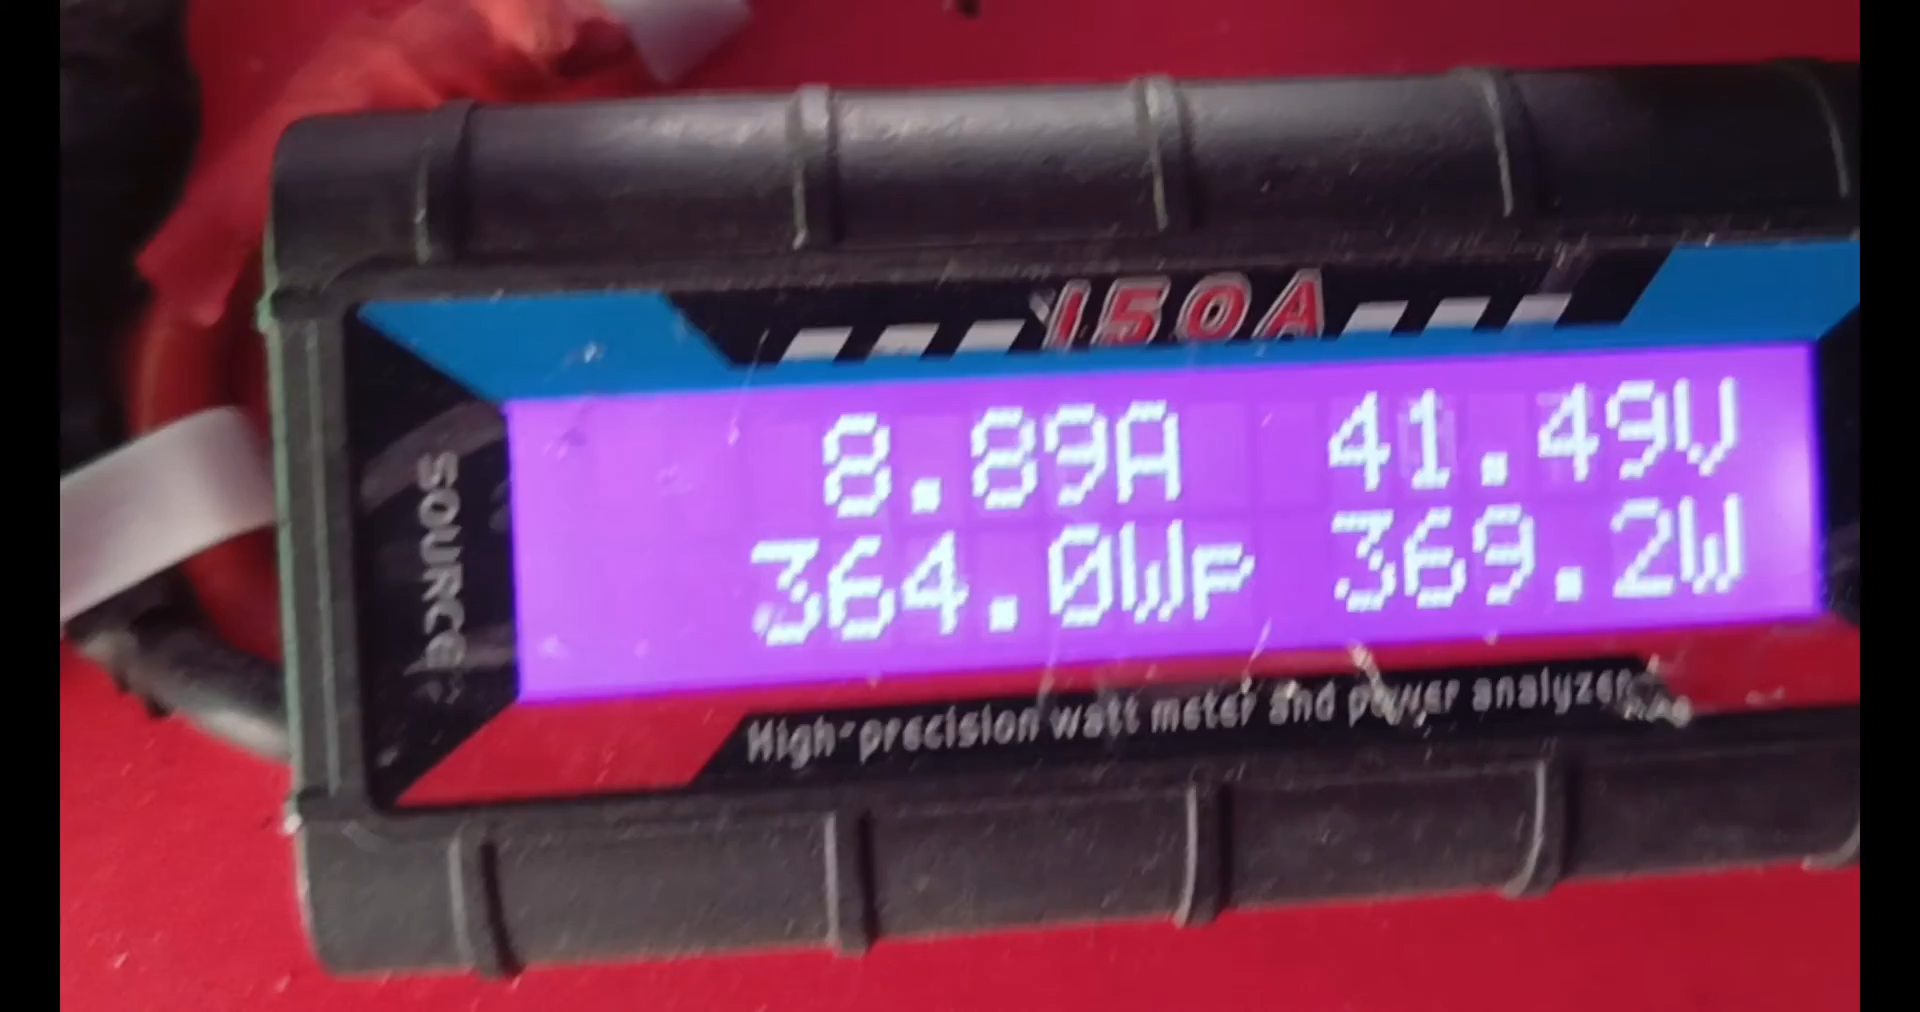 150A
8.89A 41.49V
364.0Wp 369.2W
SOURCE
High-precision watt meter and power analyzer